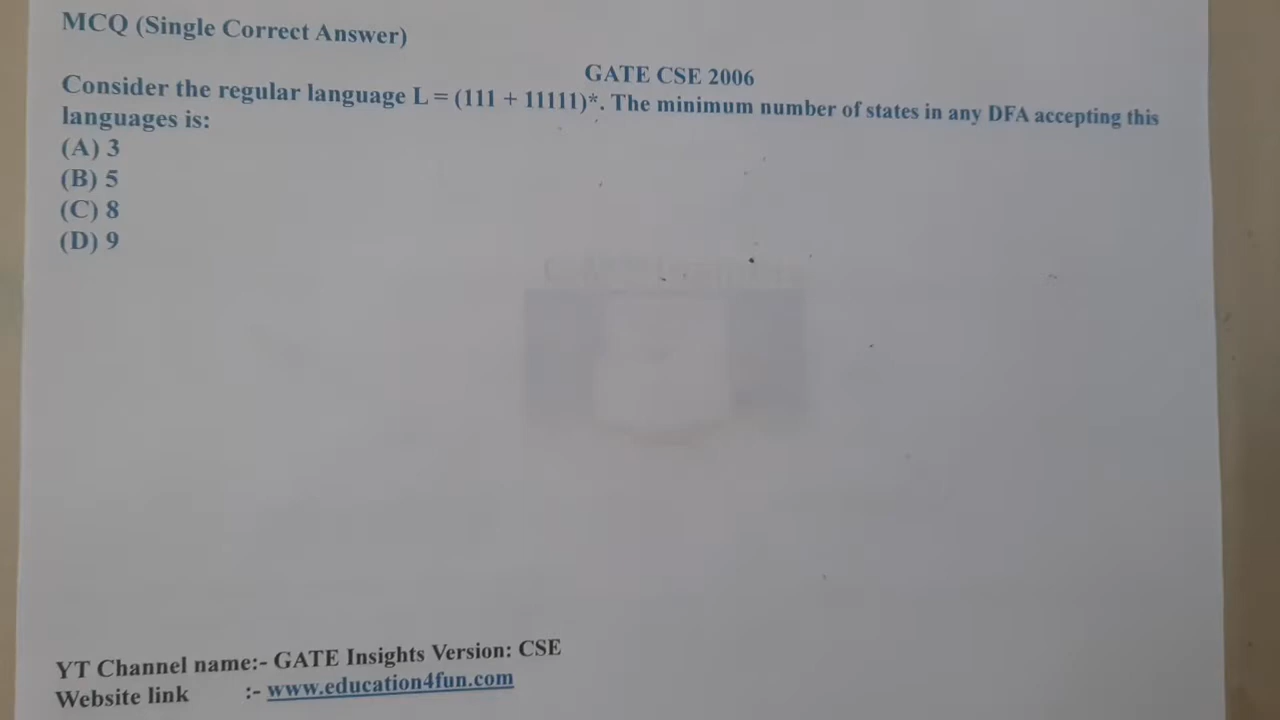 MCQ (Single Correct Answer)
GATE CSE 2006
Consider the regular language L = (111 + 11111)*. The minimum number of states in any DFA accepting this
languages is:
(A) 3
(B) 5
(C) 8
(D) 9
YT Channel name:- GATE Insights Version: CSE
Website link :- www.education4fun.com